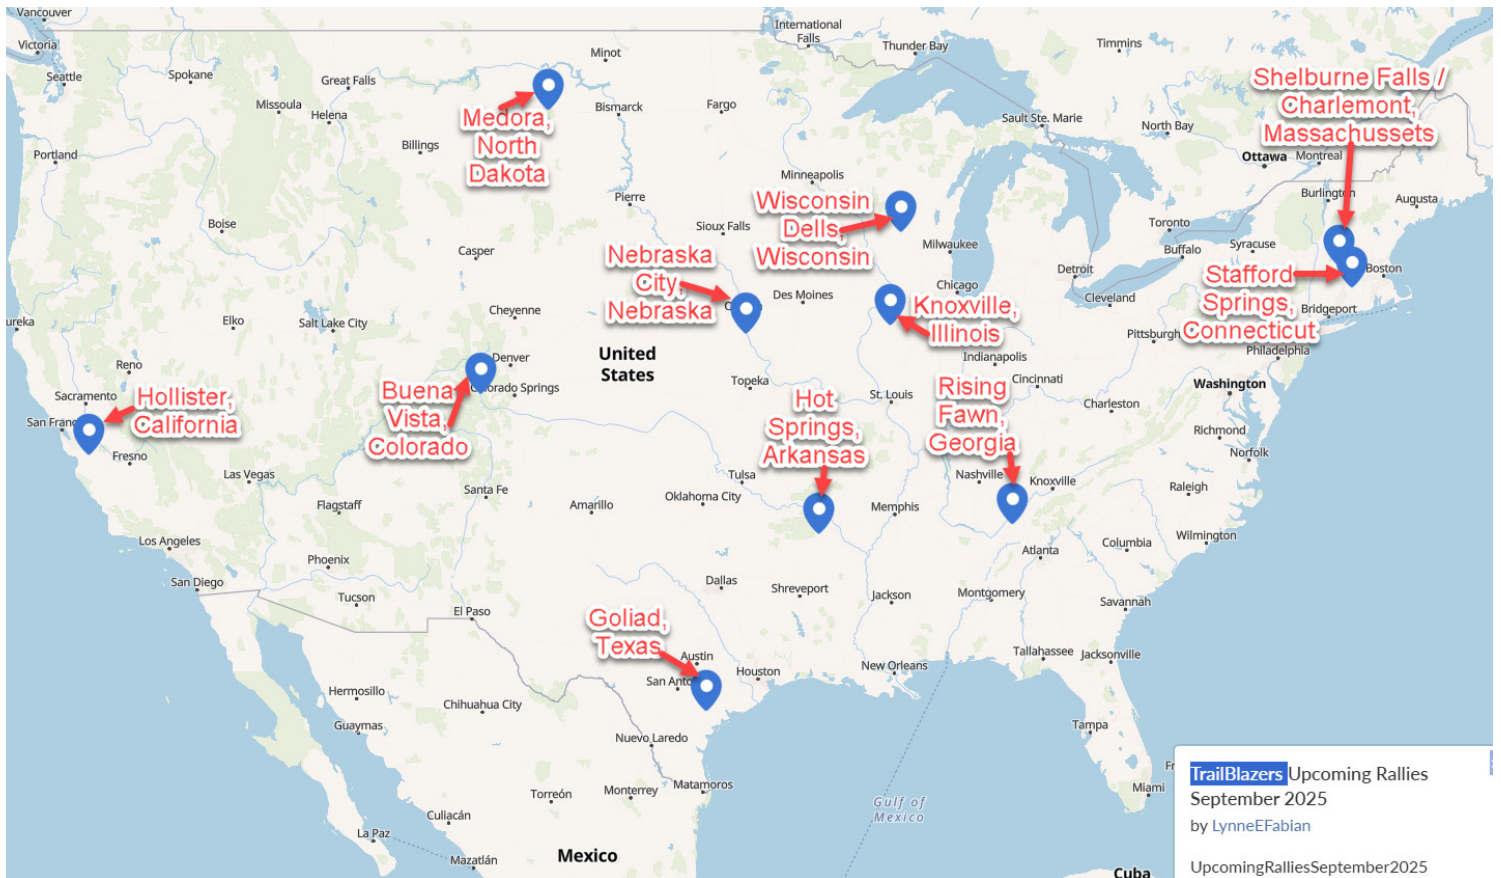 Vancouver
Victoria
Seattle
Spokane
Great Falls
Missoula
Helena
Portland
Billings
Boise
Casper
Minot
Bismarck
Fargo
Pierre
Sioux Falls
International
Falls
Thunder Bay
Timmins
Minneapolis
Sault Ste. Marie
North Bay
Ottawa
Montreal
Burlington
Augusta
Toronto
Buffalo
Syracuse
Boston
Bridgeport
Milwaukee
Detroit
Chicago
Cleveland
Pittsburgh
Philadelphia
Des Moines
Cheyenne
Denver
Colorado Springs
ureka
Elko
Salt Lake City
Reno
Sacramento
San Franc
Fresno
Las Vegas
United
States
Topeka
St. Louis
Indianapolis
Cincinnati
Charleston
Washington
Richmond
Norfolk
Raleigh
Wilmington
Columbia
Nashville
Knoxville
Atlanta
Memphis
Tulsa
Oklahoma City
Amarillo
Santa Fe
Flagstaff
Los Angeles
San Diego
Phoenix
Tucson
El Paso
Dallas
Shreveport
Jackson
Montgomery
Savannah
Tallahassee
Jacksonville
New Orleans
Houston
Austin
San Anto
Hermosillo
Guaymas
Chihuahua City
Nuevo Laredo
Matamoros
Monterrey
Torreón
Culiacán
La Paz
Mazatlán
Mexico
Gulf of
Mexico
Tampa
Miami
Fr
Cuba
Medora,
North
Dakota
Wisconsin
Dells,
Wisconsin
Nebraska
City,
Nebraska
Knoxville,
Illinois
Shelburne Falls /
Charlemont,
Massachussets
Stafford
Springs,
Connecticut
Hollister,
California
Buena
Vista,
Colorado
Hot
Springs,
Arkansas
Rising
Fawn,
Georgia
Goliad,
Texas
TrailBlazers Upcoming Rallies
September 2025
by LynneEFabian
UpcomingRalliesSeptember2025